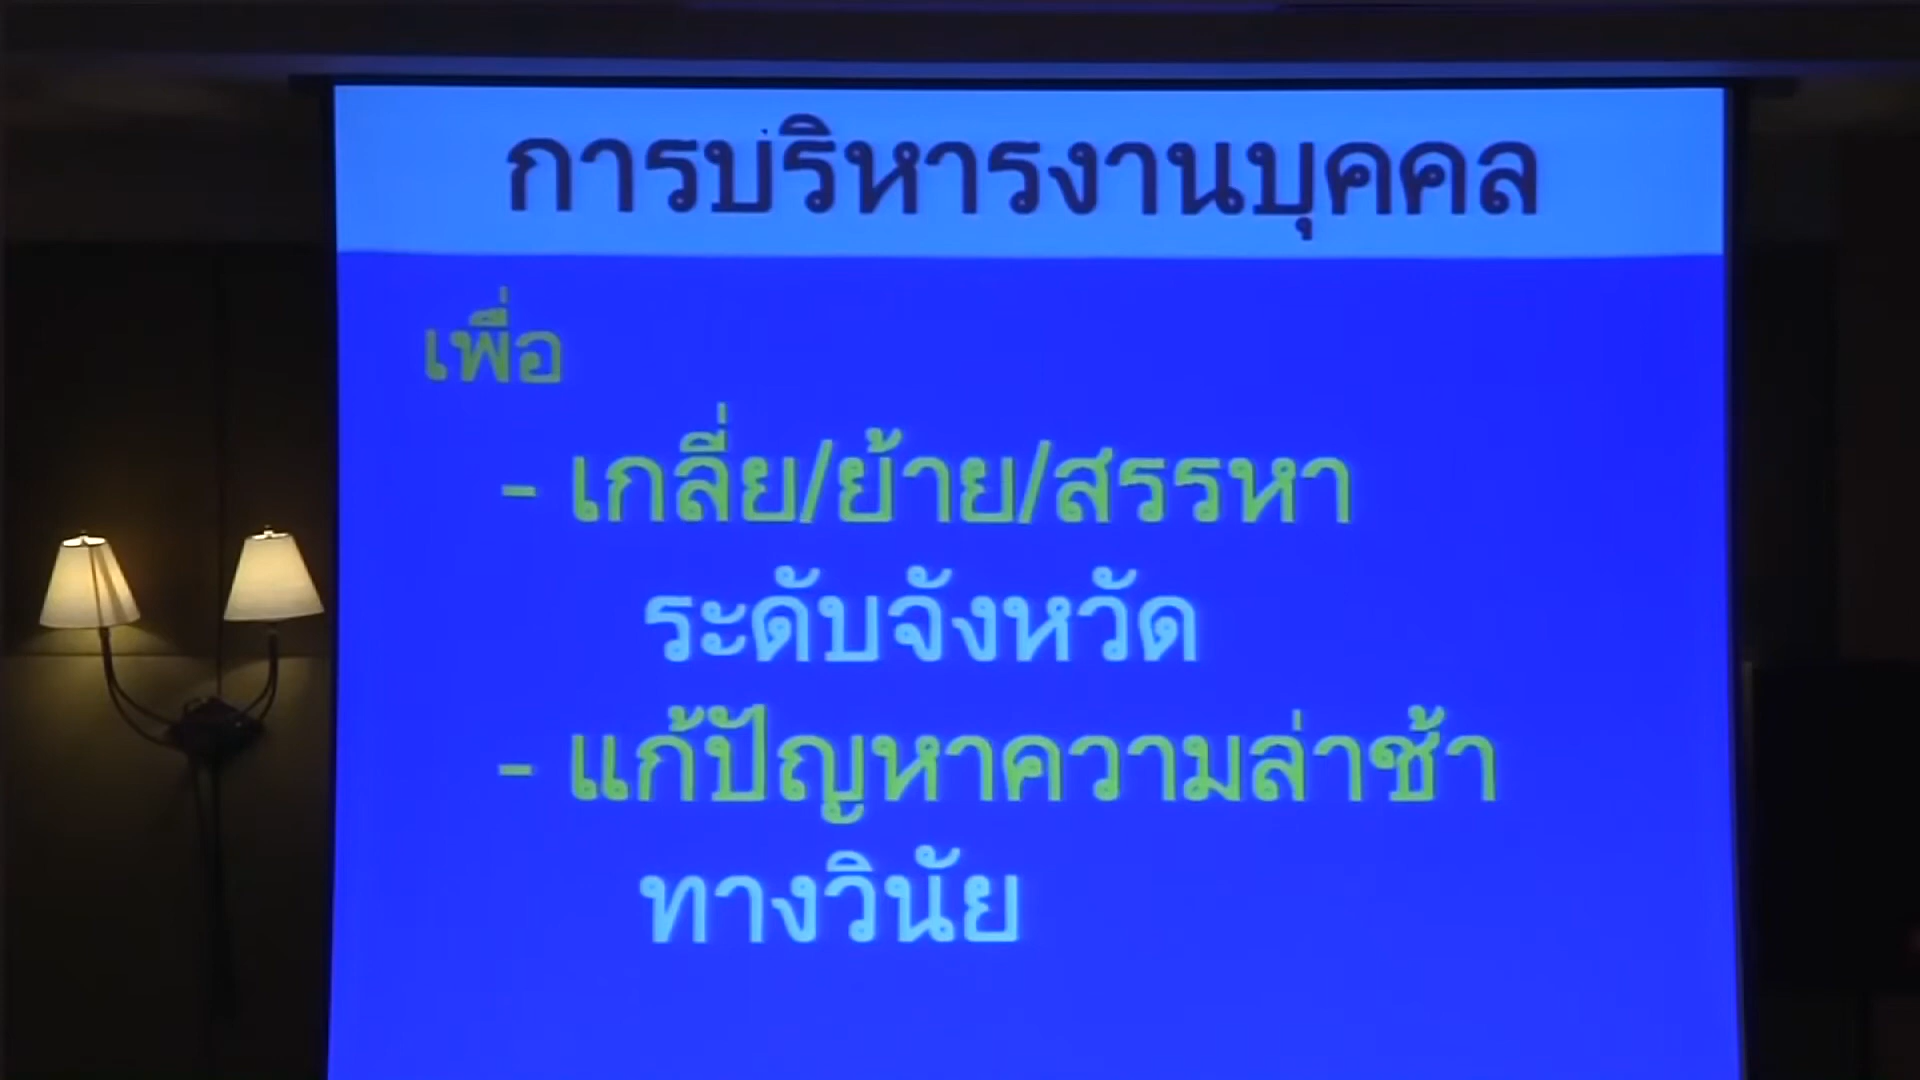 การบริหารงานบุคคล
เพื่อ
- เกลี่ย/ย้าย/สรรหา
ระดับจังหวัด
- แก้ปัญหาความล่าช้า
ทางวินัย